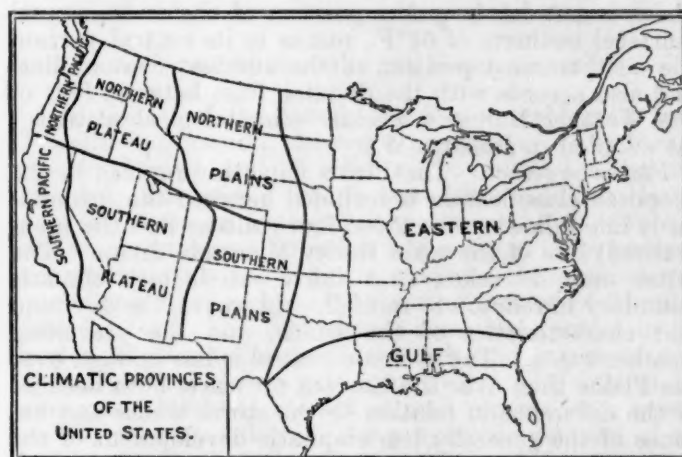 NORTHERN PACIFIC
NORTHERN
PLATEAU
NORTHERN
PLAINS
SOUTHERN PACIFIC
SOUTHERN
PLATEAU
SOUTHERN
PLAINS
EASTERN
GULF
CLIMATIC PROVINCES
OF THE
UNITED STATES.